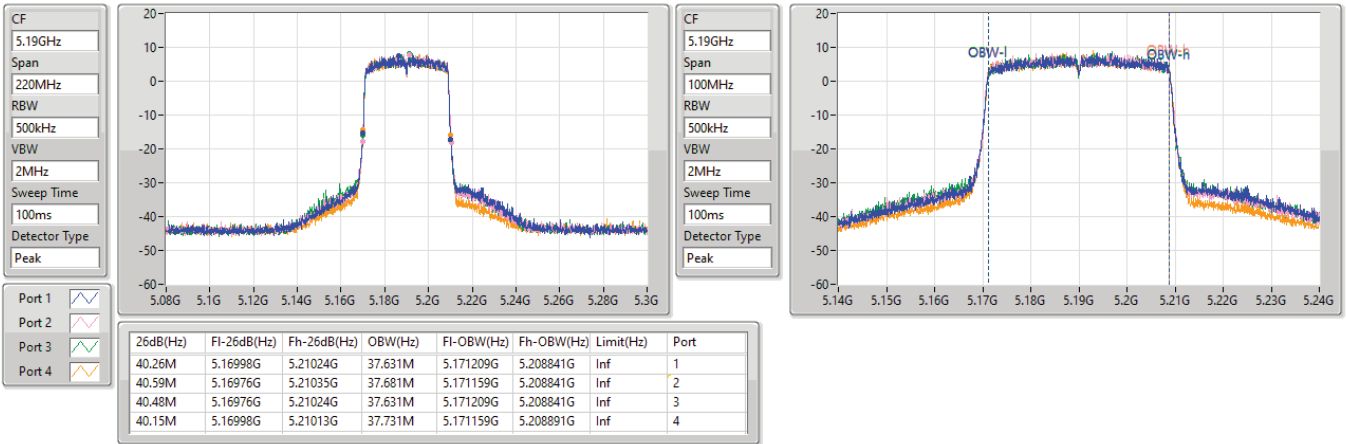 CF
5.19GHz
Span
220MHz
RBW
500kHz
VBW
2MHz
Sweep Time
100ms
Detector Type
Peak
20
10
0
-10
-20
-30
-40
-50
-60
5.08G 5.1G 5.12G 5.14G 5.16G 5.18G 5.2G 5.22G 5.24G 5.26G 5.28G 5.3G
CF
5.19GHz
Span
100MHz
RBW
500kHz
VBW
2MHz
Sweep Time
100ms
Detector Type
Peak
20
10
0
-10
-20
-30
-40
-50
-60
OBW-l
OBW-h
5.14G 5.15G 5.16G 5.17G 5.18G 5.19G 5.2G 5.21G 5.22G 5.23G 5.24G
Port 1
Port 2
Port 3
Port 4
26dB(Hz) Fl-26dB(Hz) Fh-26dB(Hz) OBW(Hz) Fl-OBW(Hz) Fh-OBW(Hz) Limit(Hz) Port
40.26M 5.16998G 5.21024G 37.631M 5.171209G 5.208841G Inf 1
40.59M 5.16976G 5.21035G 37.681M 5.171159G 5.208841G Inf 2
40.48M 5.16976G 5.21024G 37.631M 5.171209G 5.208841G Inf 3
40.15M 5.16998G 5.21013G 37.731M 5.171159G 5.208891G Inf 4